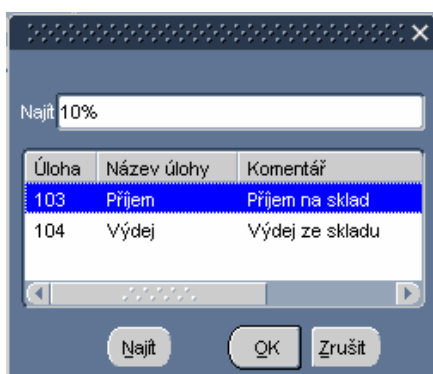 Najít 10%
Úloha Název úlohy Komentář
103 Příjem Příjem na sklad
104 Výdej Výdej ze skladu
Najít OK Zrušit